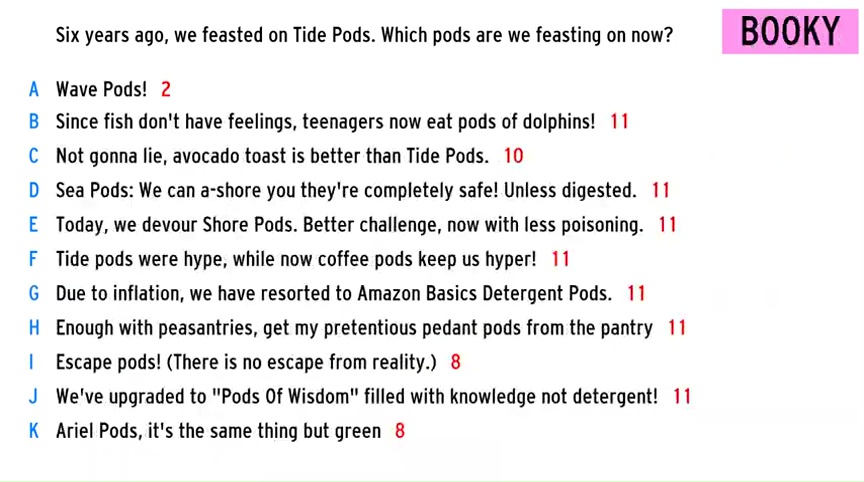 Six years ago, we feasted on Tide Pods. Which pods are we feasting on now?
BOOKY
A Wave Pods! 2
B Since fish don't have feelings, teenagers now eat pods of dolphins! 11
C Not gonna lie, avocado toast is better than Tide Pods. 10
D Sea Pods: We can a-shore you they're completely safe! Unless digested. 11
E Today, we devour Shore Pods. Better challenge, now with less poisoning. 11
F Tide pods were hype, while now coffee pods keep us hyper! 11
G Due to inflation, we have resorted to Amazon Basics Detergent Pods. 11
H Enough with peasantries, get my pretentious pedant pods from the pantry 11
I Escape pods! (There is no escape from reality.) 8
J We've upgraded to "Pods Of Wisdom" filled with knowledge not detergent! 11
K Ariel Pods, it's the same thing but green 8